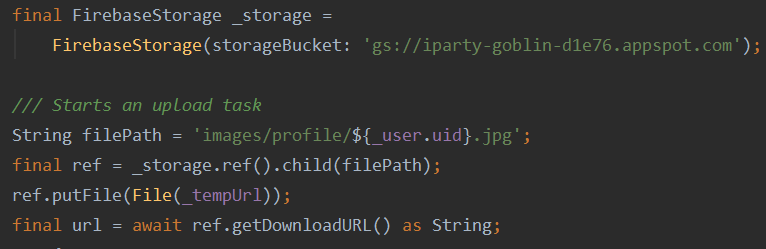 final FirebaseStorage _storage =
FirebaseStorage(storageBucket: 'gs://iparty-goblin-d1e76.appspot.com');
/// Starts an upload task
String filePath = 'images/profile/${_user.uid}.jpg';
final ref = _storage.ref().child(filePath);
ref.putFile(File(_tempUrl));
final url = await ref.getDownloadURL() as String;